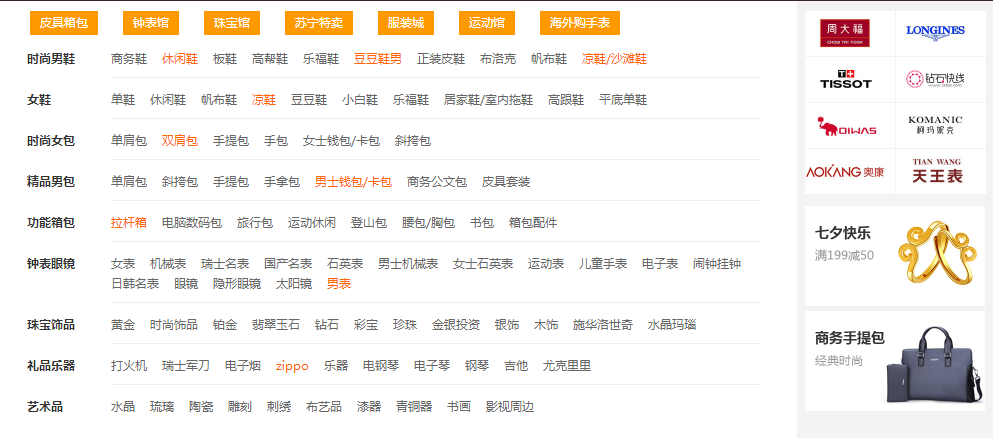 皮具箱包 钟表馆 珠宝馆 苏宁特卖 服装城 运动馆 海外购手表
时尚男鞋 商务鞋 休闲鞋 板鞋 高帮鞋 乐福鞋 豆豆鞋男 正装皮鞋 布洛克 帆布鞋 凉鞋/沙滩鞋
女鞋 单鞋 休闲鞋 帆布鞋 凉鞋 豆豆鞋 小白鞋 乐福鞋 居家鞋/室内拖鞋 高跟鞋 平底单鞋
时尚女包 单肩包 双肩包 手提包 手包 女士钱包/卡包 斜挎包
精品男包 单肩包 斜挎包 手提包 手拿包 男士钱包/卡包 商务公文包 皮具套装
功能箱包 拉杆箱 电脑数码包 旅行包 运动休闲 登山包 腰包/胸包 书包 箱包配件
钟表眼镜 女表 机械表 瑞士名表 国产名表 石英表 男士机械表 女士石英表 运动表 儿童手表 电子表 闹钟挂钟
日韩名表 眼镜 隐形眼镜 太阳镜 男表
珠宝饰品 黄金 时尚饰品 铂金 翡翠玉石 钻石 彩宝 珍珠 金银投资 银饰 木饰 施华洛世奇 水晶玛瑙
礼品乐器 打火机 瑞士军刀 电子烟 zippo 乐器 电钢琴 电子琴 钢琴 吉他 尤克里里
艺术品 水晶 琉璃 陶瓷 雕刻 刺绣 布艺品 漆器 青铜器 书画 影视周边
周大福
CHOW TAI FOOK
LONGINES
TISSOT
钻石快线
OIWAS
KOMANIC
柯玛妮克
AOKANG 奥康
TIAN WANG
天王表
七夕快乐
满199减50
商务手提包
经典时尚